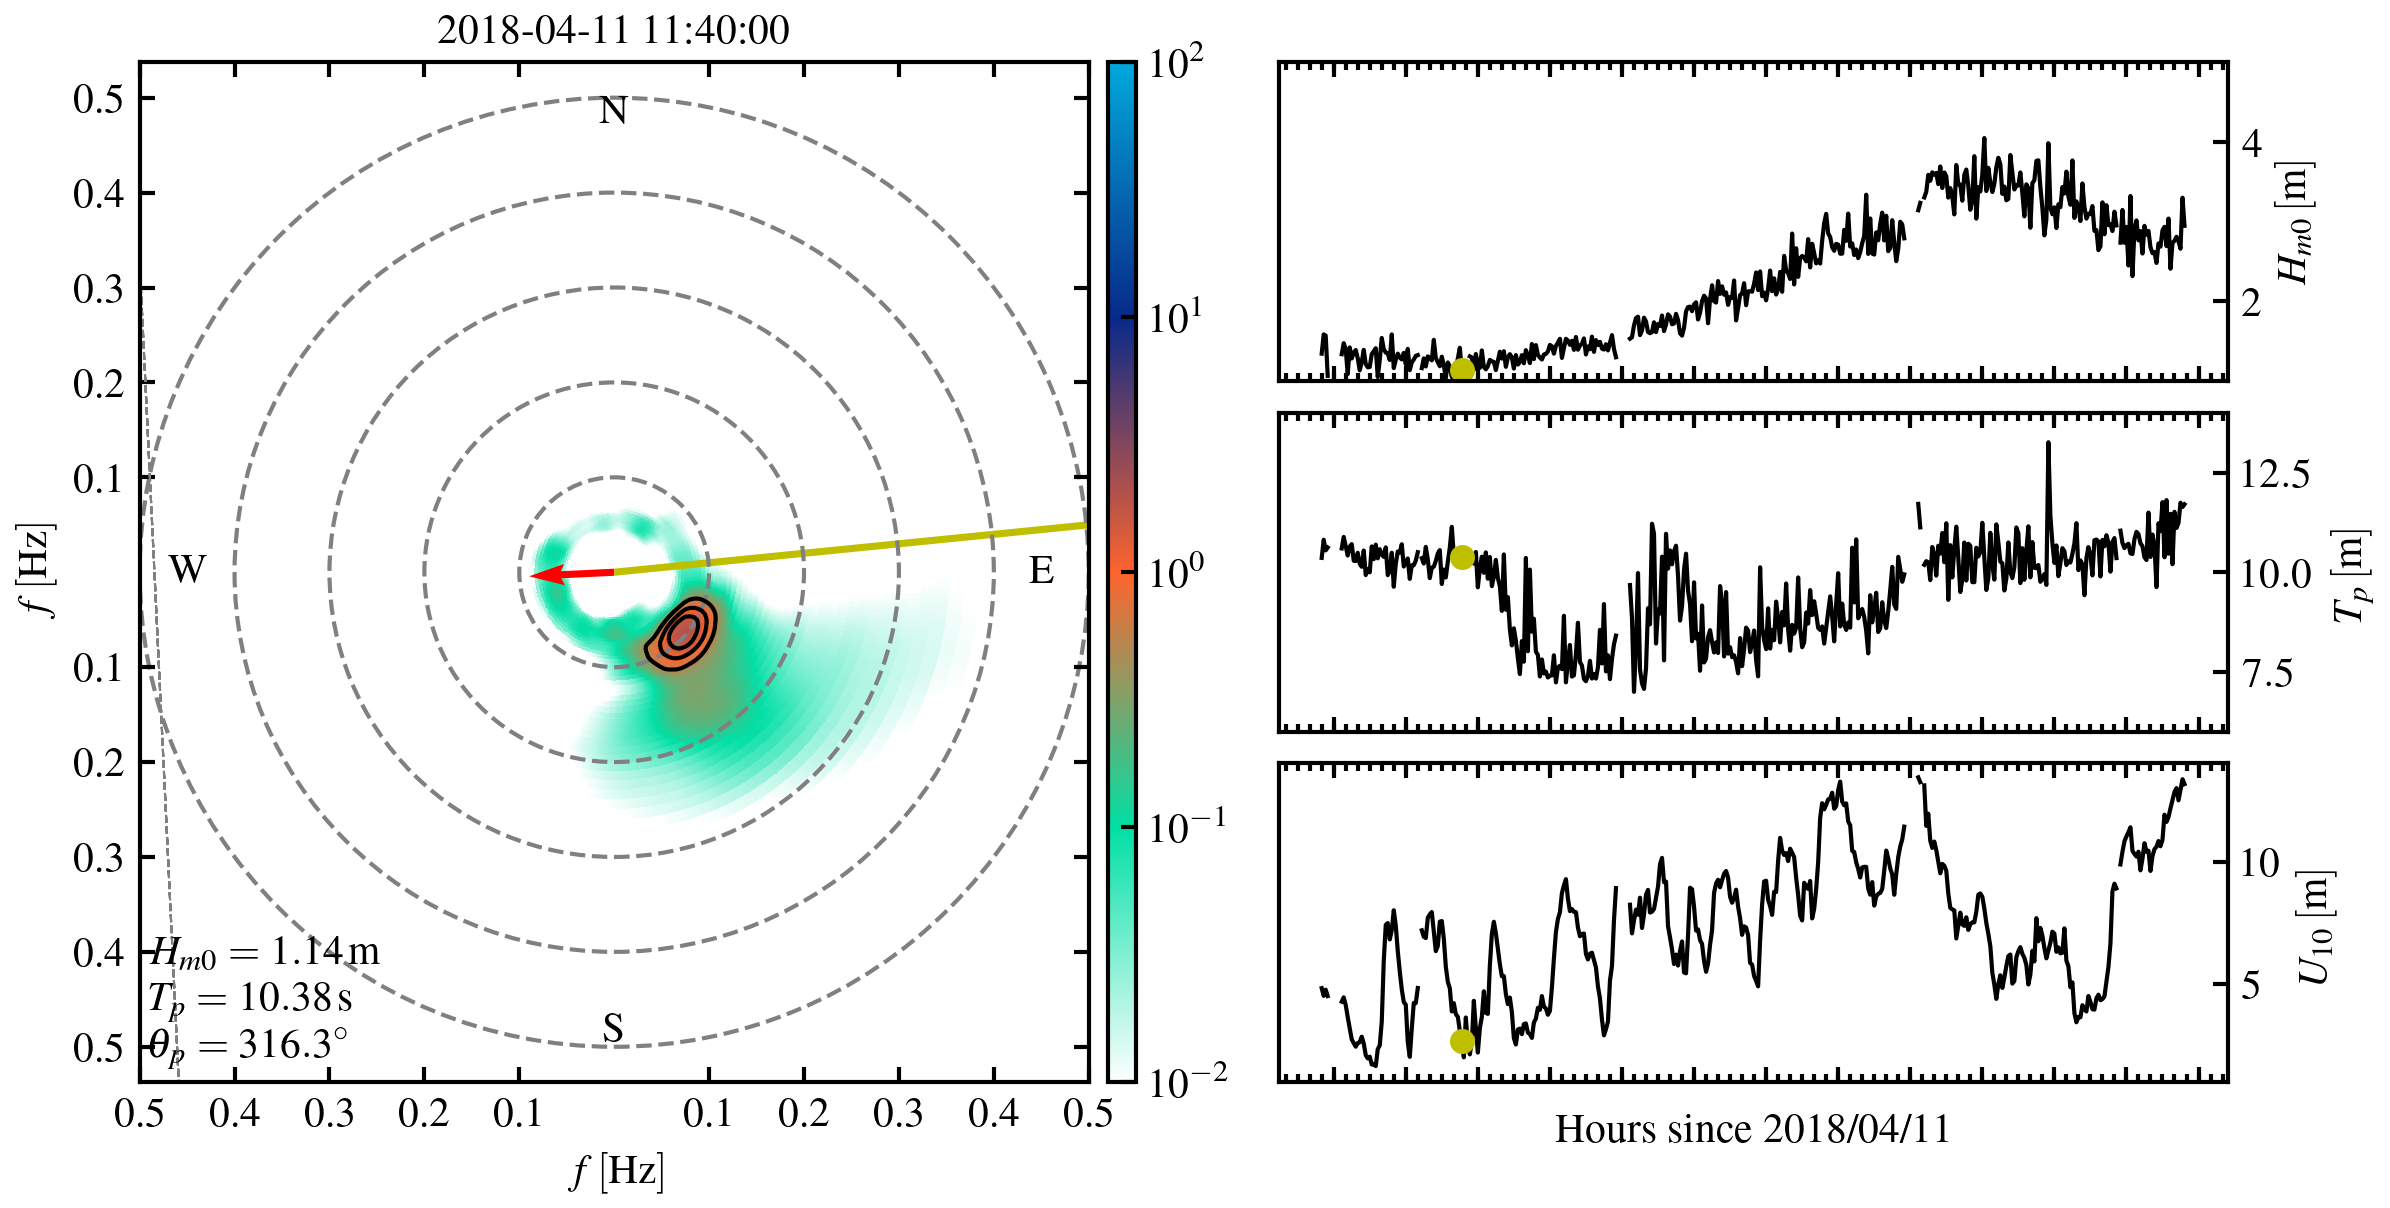 2018-04-11 11:40:00
f [Hz]
0.5
0.4
0.3
0.2
0.1
0.1
0.2
0.3
0.4
0.5
N
W
E
S
H_{m0} = 1.14 m
T_p = 10.38 s
θ_p = 316.3°
0.5 0.4 0.3 0.2 0.1 0.1 0.2 0.3 0.4 0.5
f [Hz]
10^2
10^1
10^0
10^{-1}
10^{-2}
4
2
H_{m0} [m]
12.5
10.0
7.5
T_p [m]
10
5
U_{10} [m]
Hours since 2018/04/11